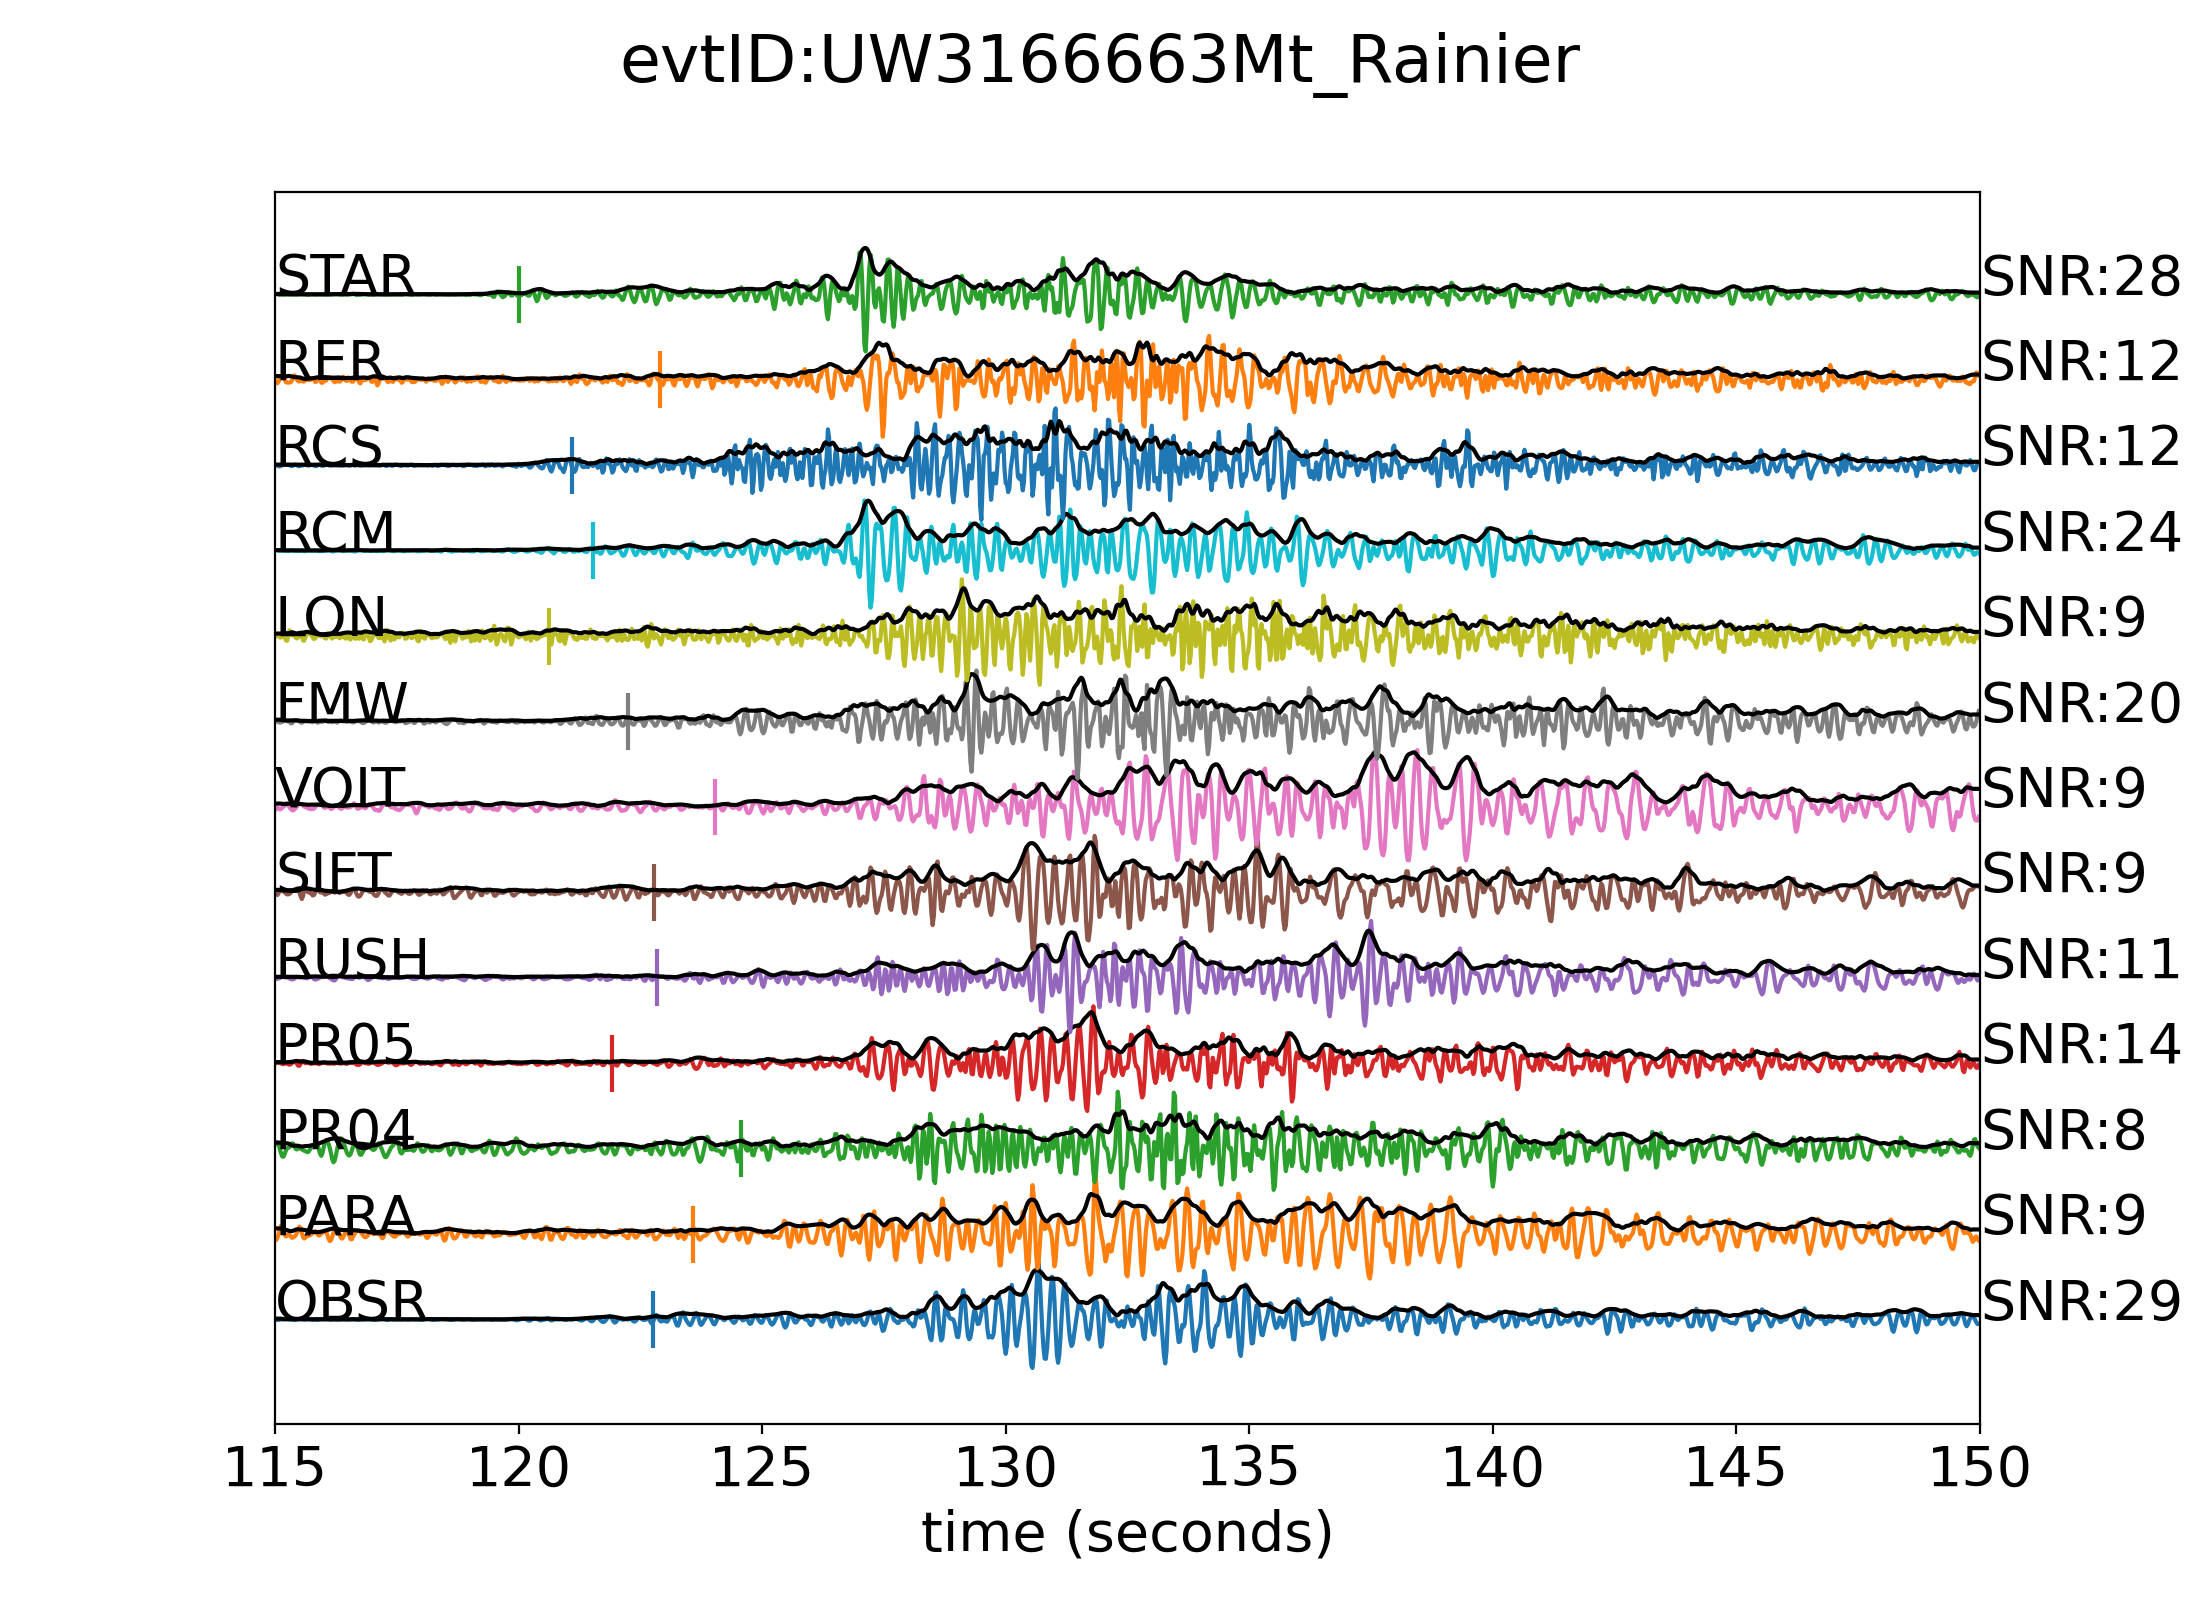 evtID:UW3166663Mt_Rainier
STAR SNR:28
RER SNR:12
RCS SNR:12
RCM SNR:24
LON SNR:9
FMW SNR:20
VOIT SNR:9
SIFT SNR:9
RUSH SNR:11
PR05 SNR:14
PR04 SNR:8
PARA SNR:9
OBSR SNR:29
115 120 125 130 135 140 145 150
time (seconds)